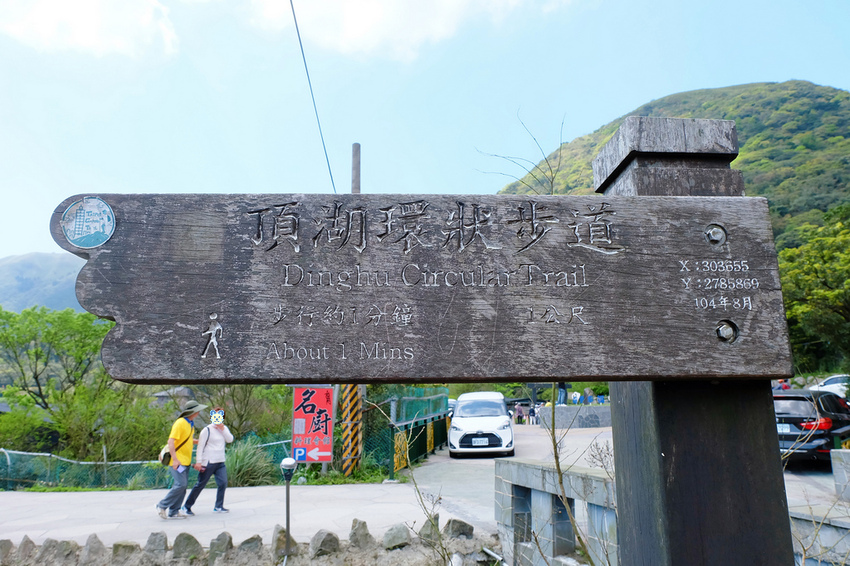 頂湖環狀步道
Dinghu Circular Trail
步行約1分鐘
1公尺
About 1 Mins
X:303655
Y:2785869
104年8月
名廚
P